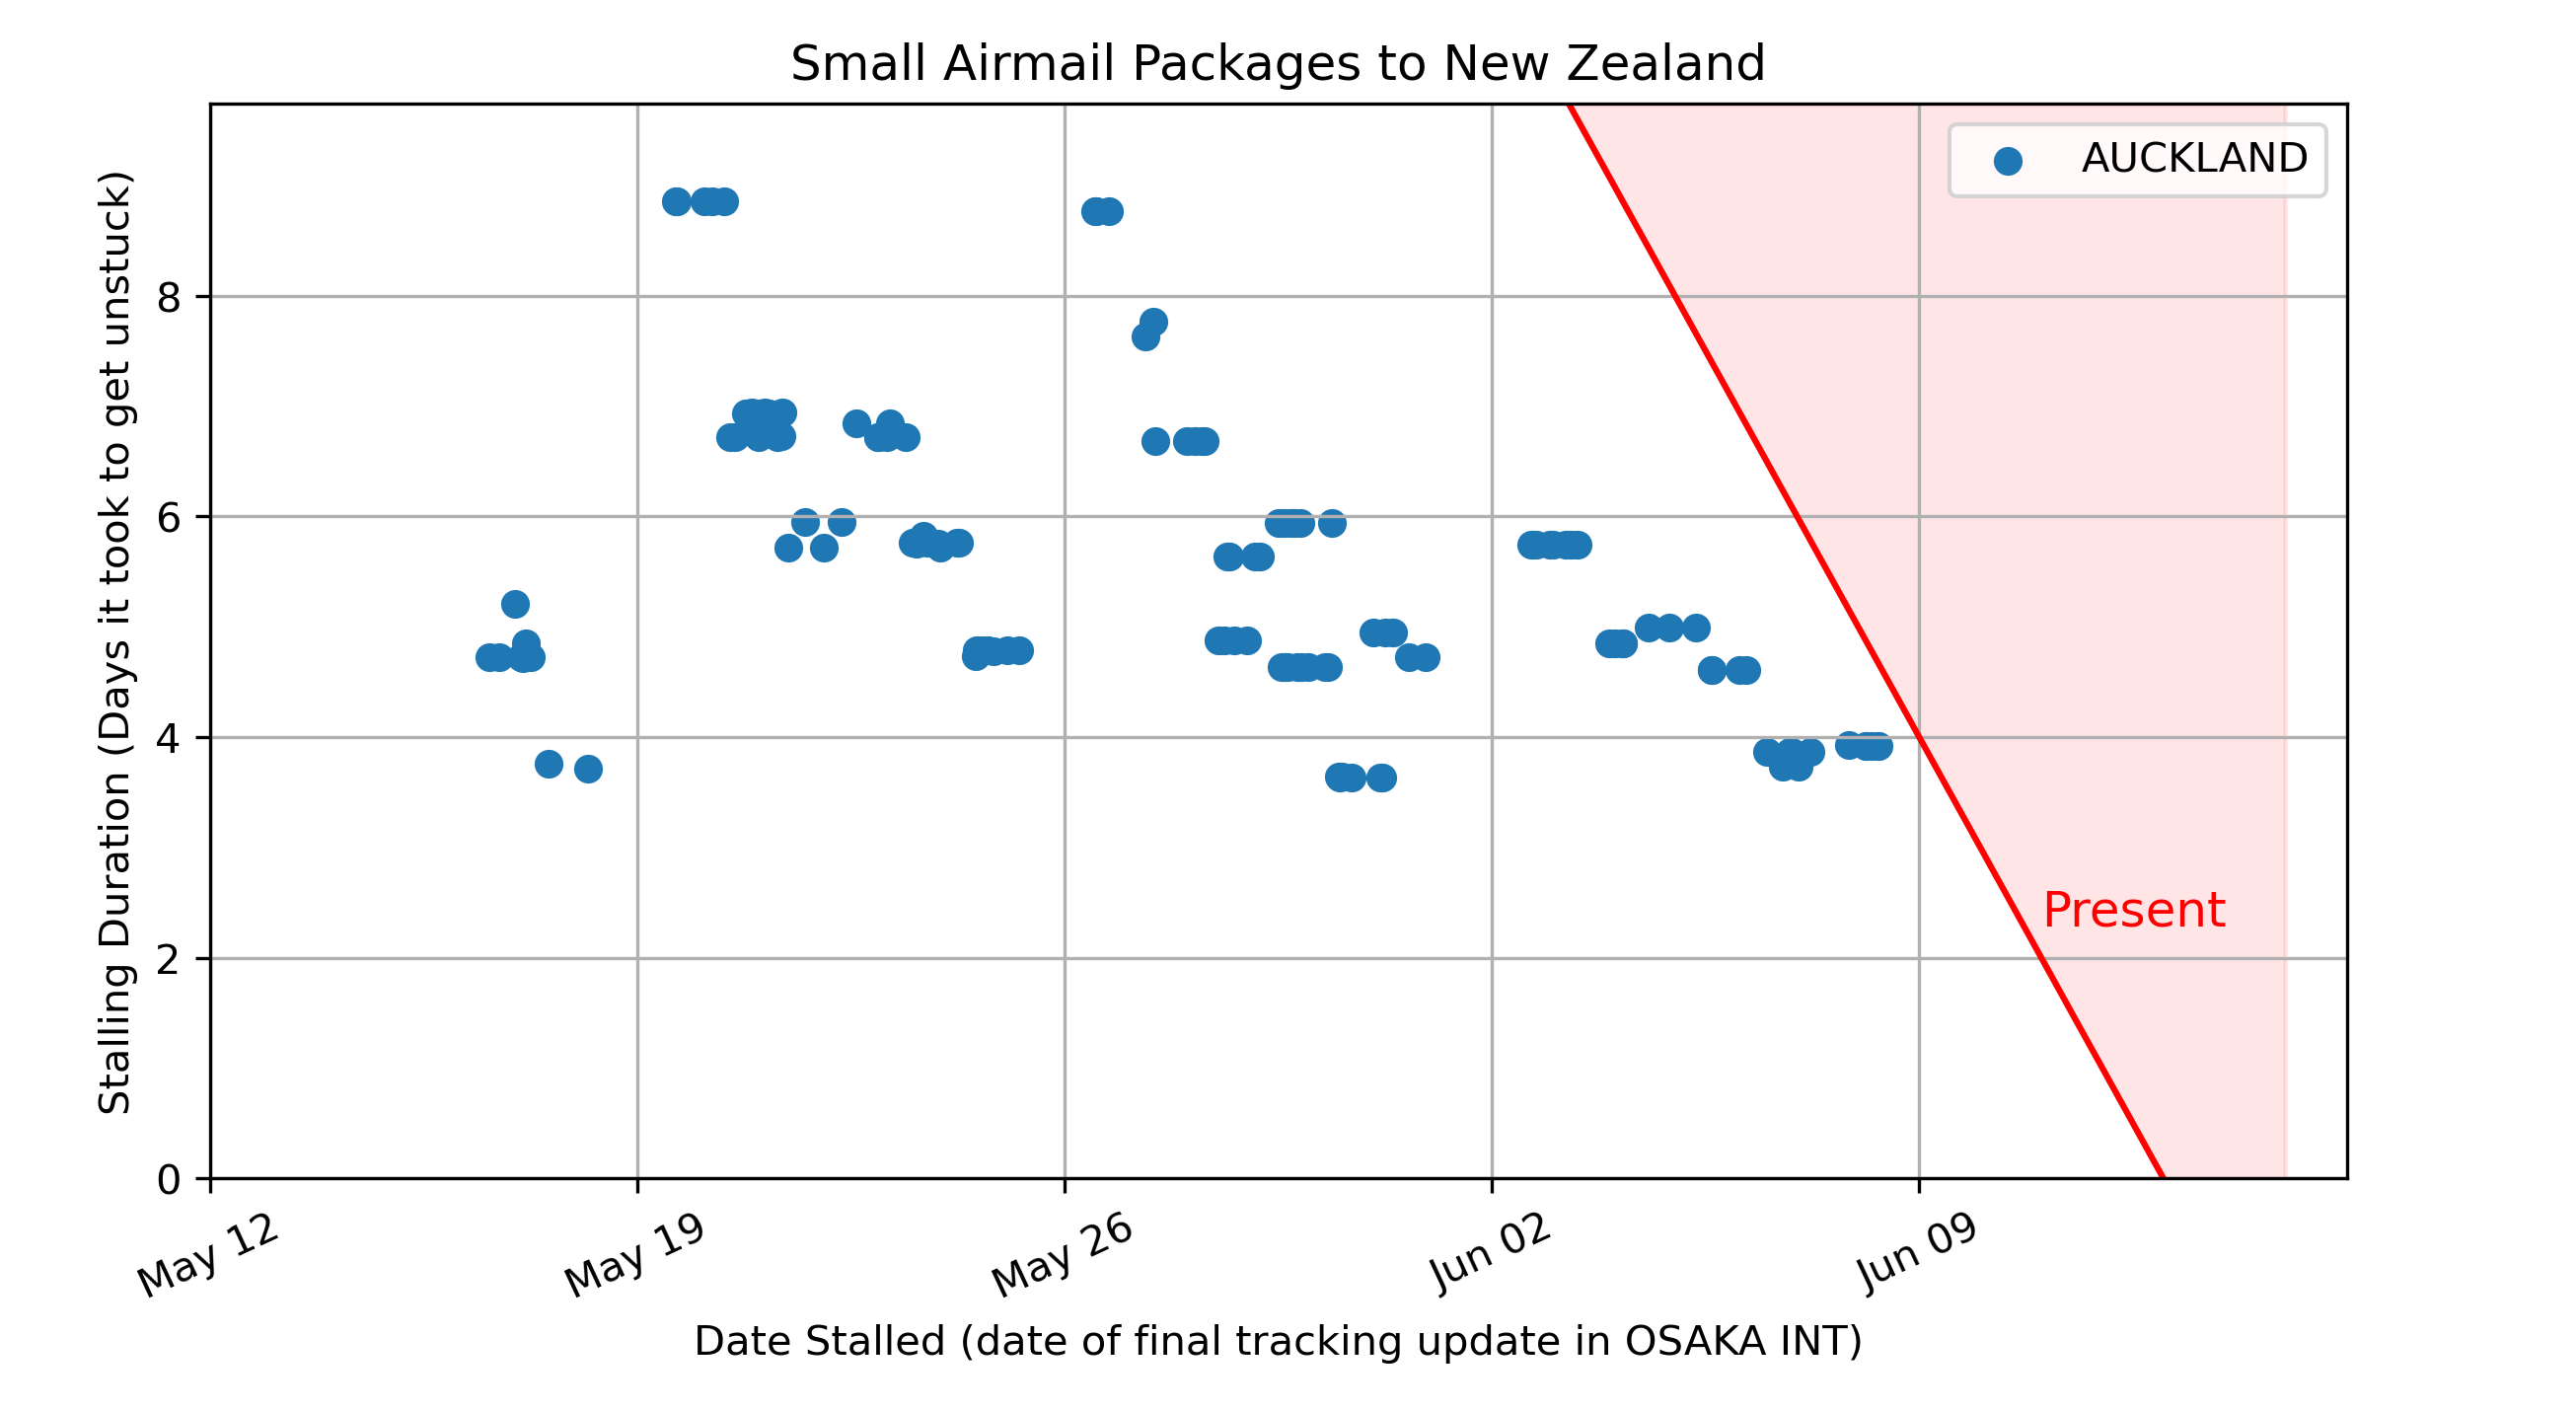 Small Airmail Packages to New Zealand
AUCKLAND
Stalling Duration (Days it took to get unstuck)
8
6
4
2
0
Present
May 12
May 19
May 26
Jun 02
Jun 09
Date Stalled (date of final tracking update in OSAKA INT)